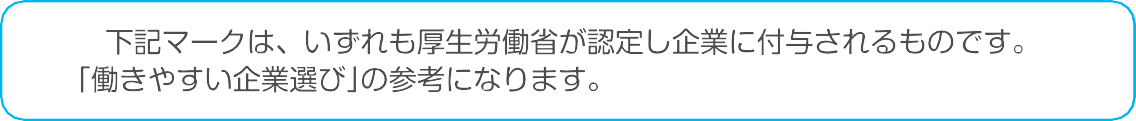 下記マークは、いずれも厚生労働省が認定し企業に付与されるものです。
「働きやすい企業選び」の参考になります。